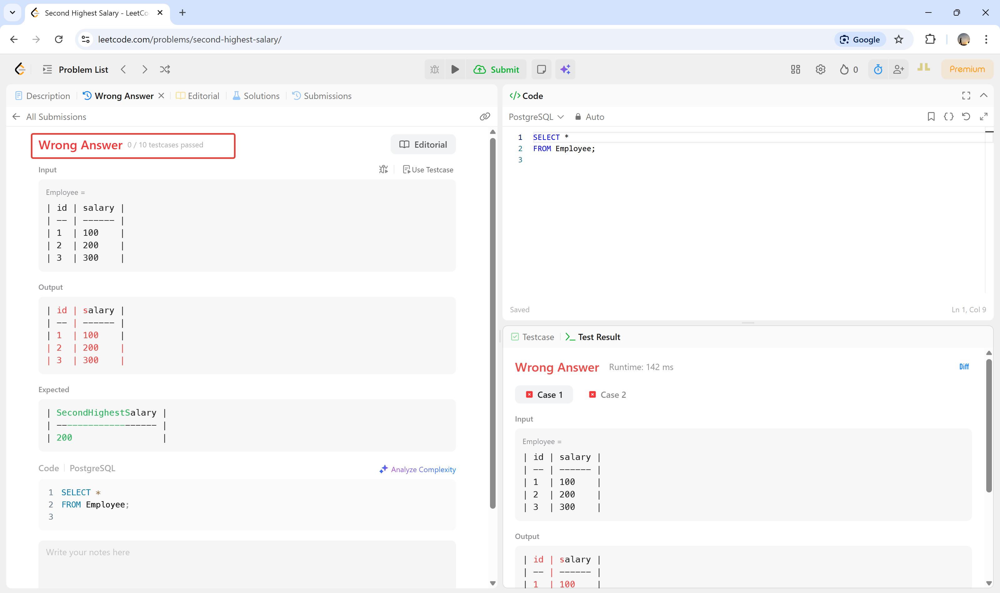 Second Highest Salary - LeetCo
leetcode.com/problems/second-highest-salary/
Google
Problem List
Submit
0
Premium
Description
Wrong Answer
Editorial
Solutions
Submissions
All Submissions
Wrong Answer 0 / 10 testcases passed
Editorial
Input
Use Testcase
Employee =
| id | salary |
| -- | ------ |
| 1 | 100 |
| 2 | 200 |
| 3 | 300 |
Output
| id | salary |
| -- | ------ |
| 1 | 100 |
| 2 | 200 |
| 3 | 300 |
Expected
| SecondHighestSalary |
| ------------------- |
| 200 |
Code | PostgreSQL
Analyze Complexity
1 SELECT *
2 FROM Employee;
3
Write your notes here
</> Code
PostgreSQL
Auto
1 SELECT *
2 FROM Employee;
3
Saved
Ln 1, Col 9
Testcase
Test Result
Wrong Answer Runtime: 142 ms
Diff
Case 1
Case 2
Input
Employee =
| id | salary |
| -- | ------ |
| 1 | 100 |
| 2 | 200 |
| 3 | 300 |
Output
| id | salary |
| -- | ------ |
| 1 | 100 |